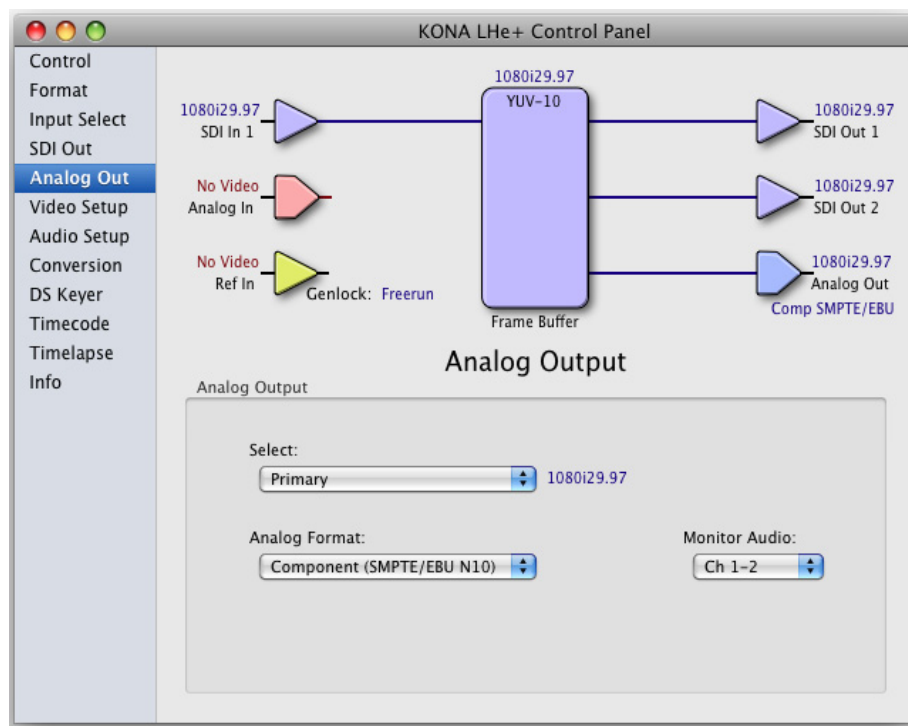 KONA LHe+ Control Panel
Control
Format
Input Select
SDI Out
Analog Out
Video Setup
Audio Setup
Conversion
DS Keyer
Timecode
Timelapse
Info
1080i29.97
SDI In 1
No Video
Analog In
No Video
Ref In
Genlock: Freerun
1080i29.97
YUV-10
Frame Buffer
1080i29.97
SDI Out 1
1080i29.97
SDI Out 2
1080i29.97
Analog Out
Comp SMPTE/EBU
Analog Output
Analog Output
Select:
Primary 1080i29.97
Analog Format:
Component (SMPTE/EBU N10)
Monitor Audio:
Ch 1-2